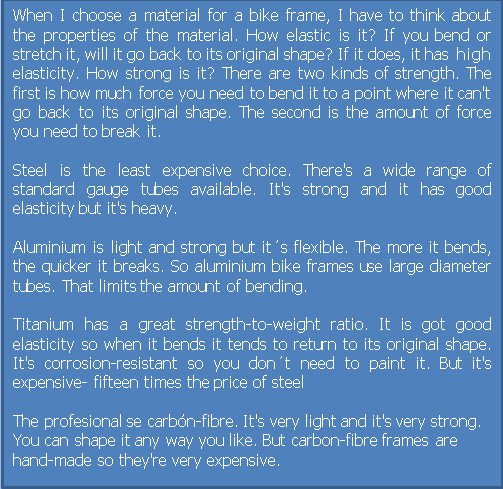 When I choose a material for a bike frame, I have to think about
the properties of the material. How elastic is it? If you bend or
stretch it, will it go back to its original shape? If it does, it has high
elasticity. How strong is it? There are two kinds of strength. The
first is how much force you need to bend it to a point where it can't
go back to its original shape. The second is the amount of force
you need to break it.
Steel is the least expensive choice. There's a wide range of
standard gauge tubes available. It's strong and it has good
elasticity but it's heavy.
Aluminium is light and strong but it´s flexible. The more it bends,
the quicker it breaks. So aluminium bike frames use large diameter
tubes. That limits the amount of bending.
Titanium has a great strength-to-weight ratio. It is got good
elasticity so when it bends it tends to return to its original shape.
It's corrosion-resistant so you don´t need to paint it. But it's
expensive- fifteen times the price of steel
The profesional se carbón-fibre. It's very light and it's very strong.
You can shape it any way you like. But carbon-fibre frames are
hand-made so they're very expensive.